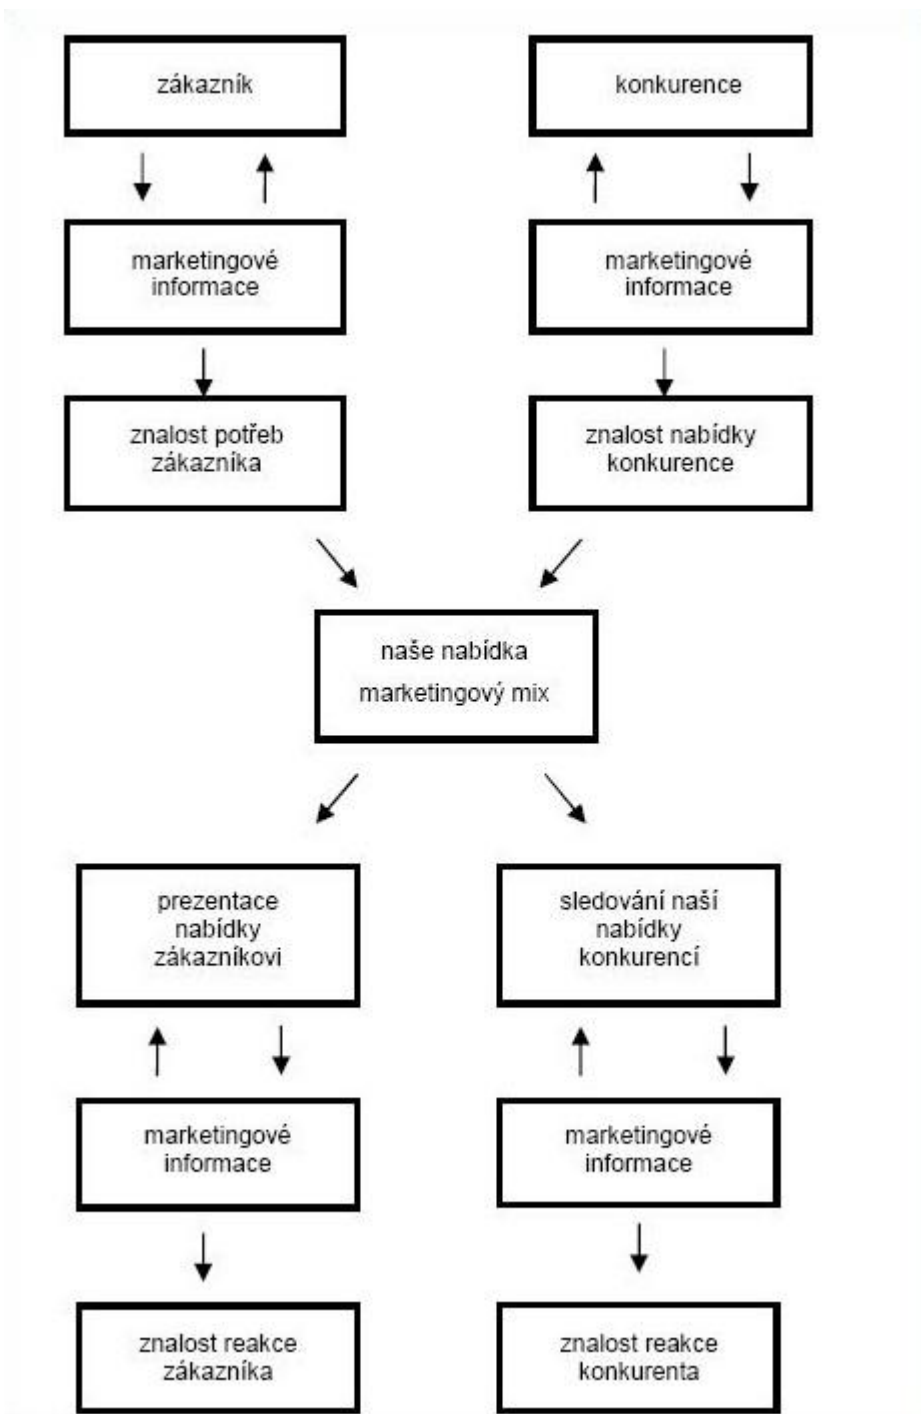 zákazník
konkurence
marketingové
informace
marketingové
informace
znalost potřeb
zákazníka
znalost nabídky
konkurence
naše nabídka
marketingový mix
prezentace
nabídky
zákazníkovi
sledování naší
nabídky
konkurencí
marketingové
informace
marketingové
informace
znalost reakce
zákazníka
znalost reakce
konkurenta